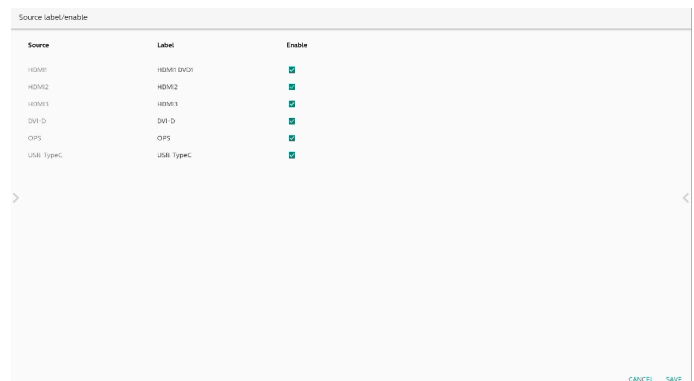 Source label/enable
Source Label Enable
HDMI1 HDMI1 DVD1
HDMI2 HDMI2
HDMI3 HDMI3
DVI-D DVI-D
OPS OPS
USB TypeC USB TypeC
CANCEL SAVE